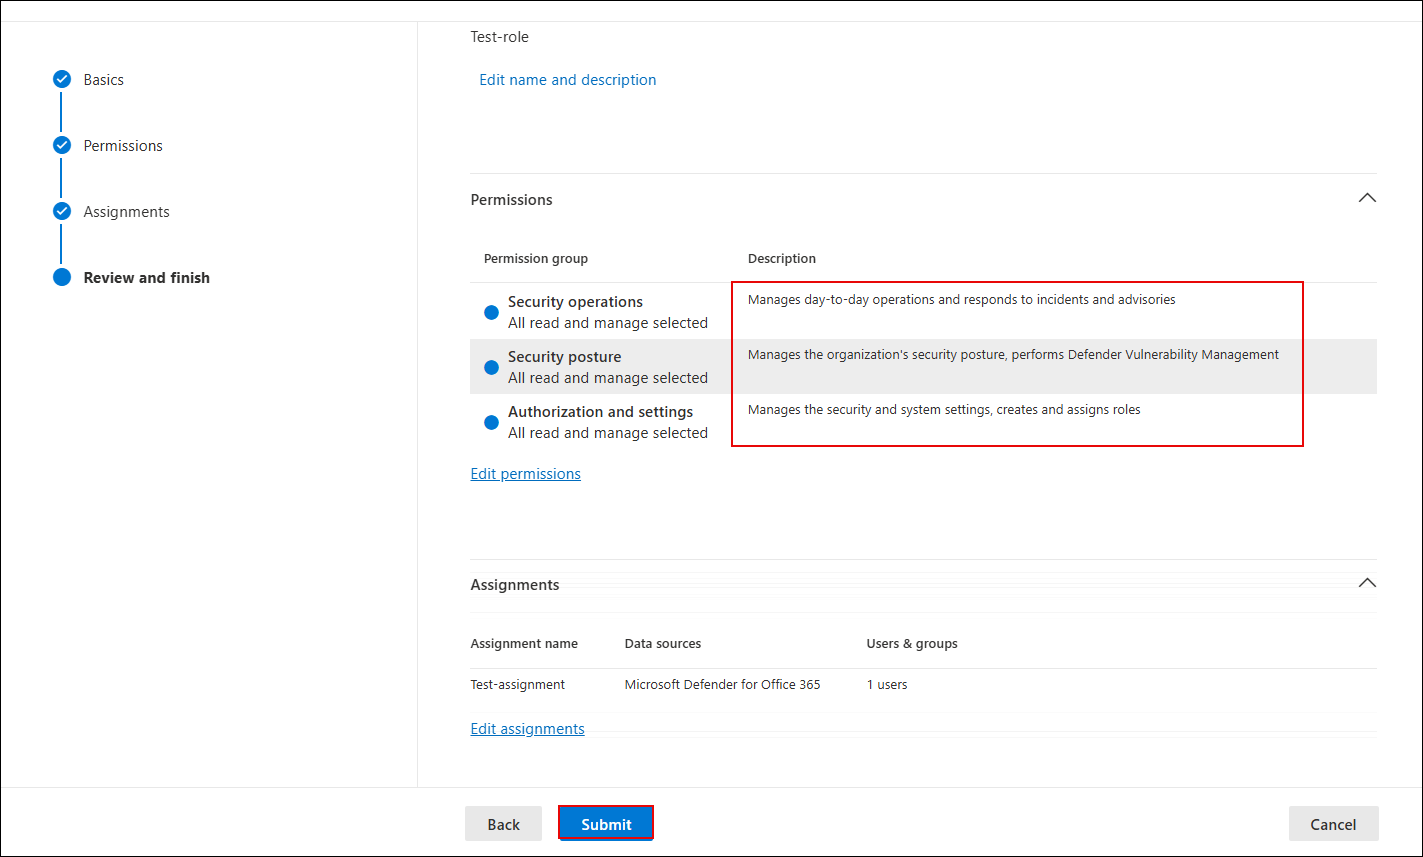 Test-role
Edit name and description
Basics
Permissions
Assignments
Review and finish
Permissions
Permission group Description
Security operations
All read and manage selected
Manages day-to-day operations and responds to incidents and advisories
Security posture
All read and manage selected
Manages the organization's security posture, performs Defender Vulnerability Management
Authorization and settings
All read and manage selected
Manages the security and system settings, creates and assigns roles
Edit permissions
Assignments
Assignment name Data sources Users & groups
Test-assignment Microsoft Defender for Office 365 1 users
Edit assignments
Back Submit Cancel